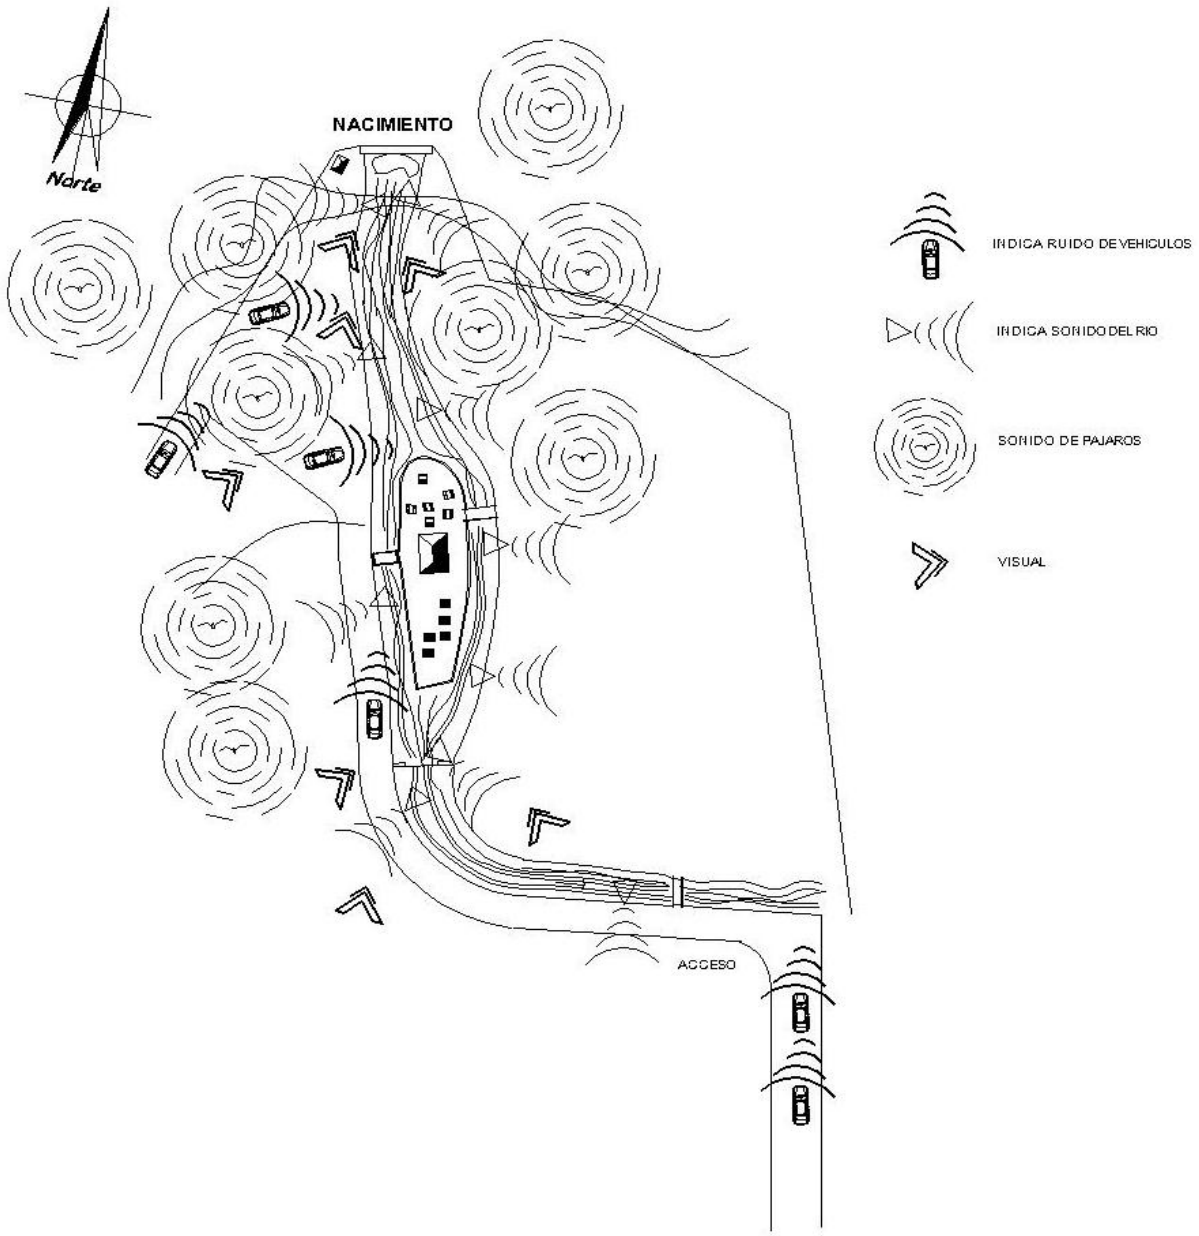 NACIMIENTO
Norte
INDICA RUIDO DE VEHICULOS
INDICA SONIDO DEL RIO
SONIDO DE PAJAROS
VISUAL
ACCESO